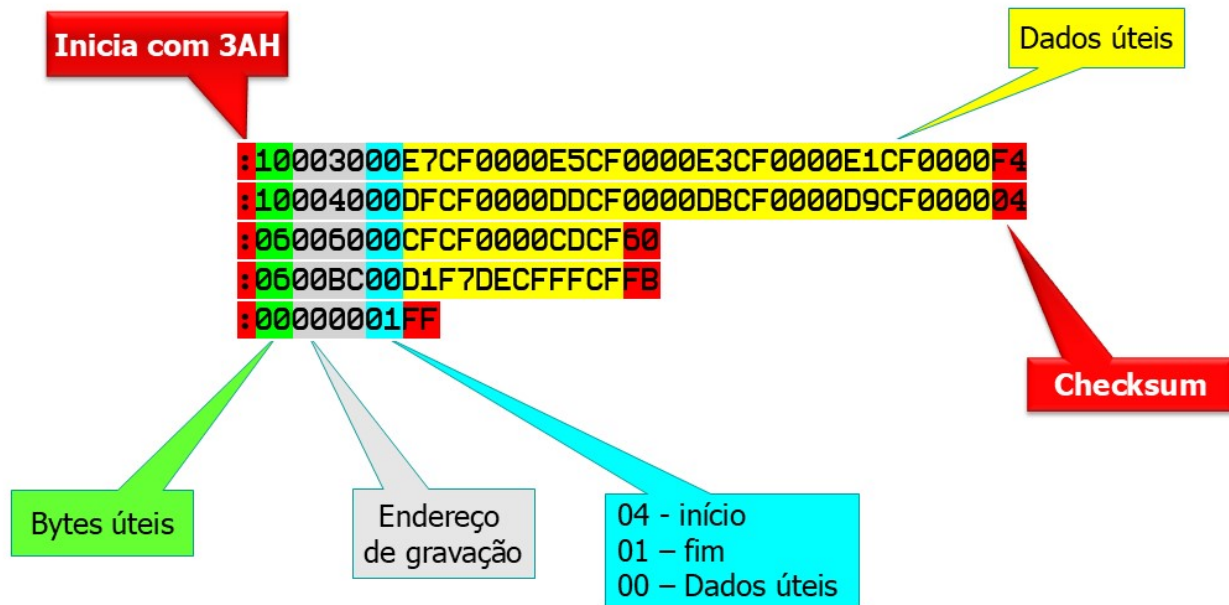 Inicia com 3AH
Dados úteis
:10003000E7CF0000E5CF0000E3CF0000E1CF0000F4
:10004000DFCF0000DDCF0000DBCF0000D9CF000004
:06006000CFCF0000CDCF60
:0600BC00D1F7DECFFFCFFB
:00000001FF
Checksum
Bytes úteis
Endereço
de gravação
04 - início
01 – fim
00 – Dados úteis